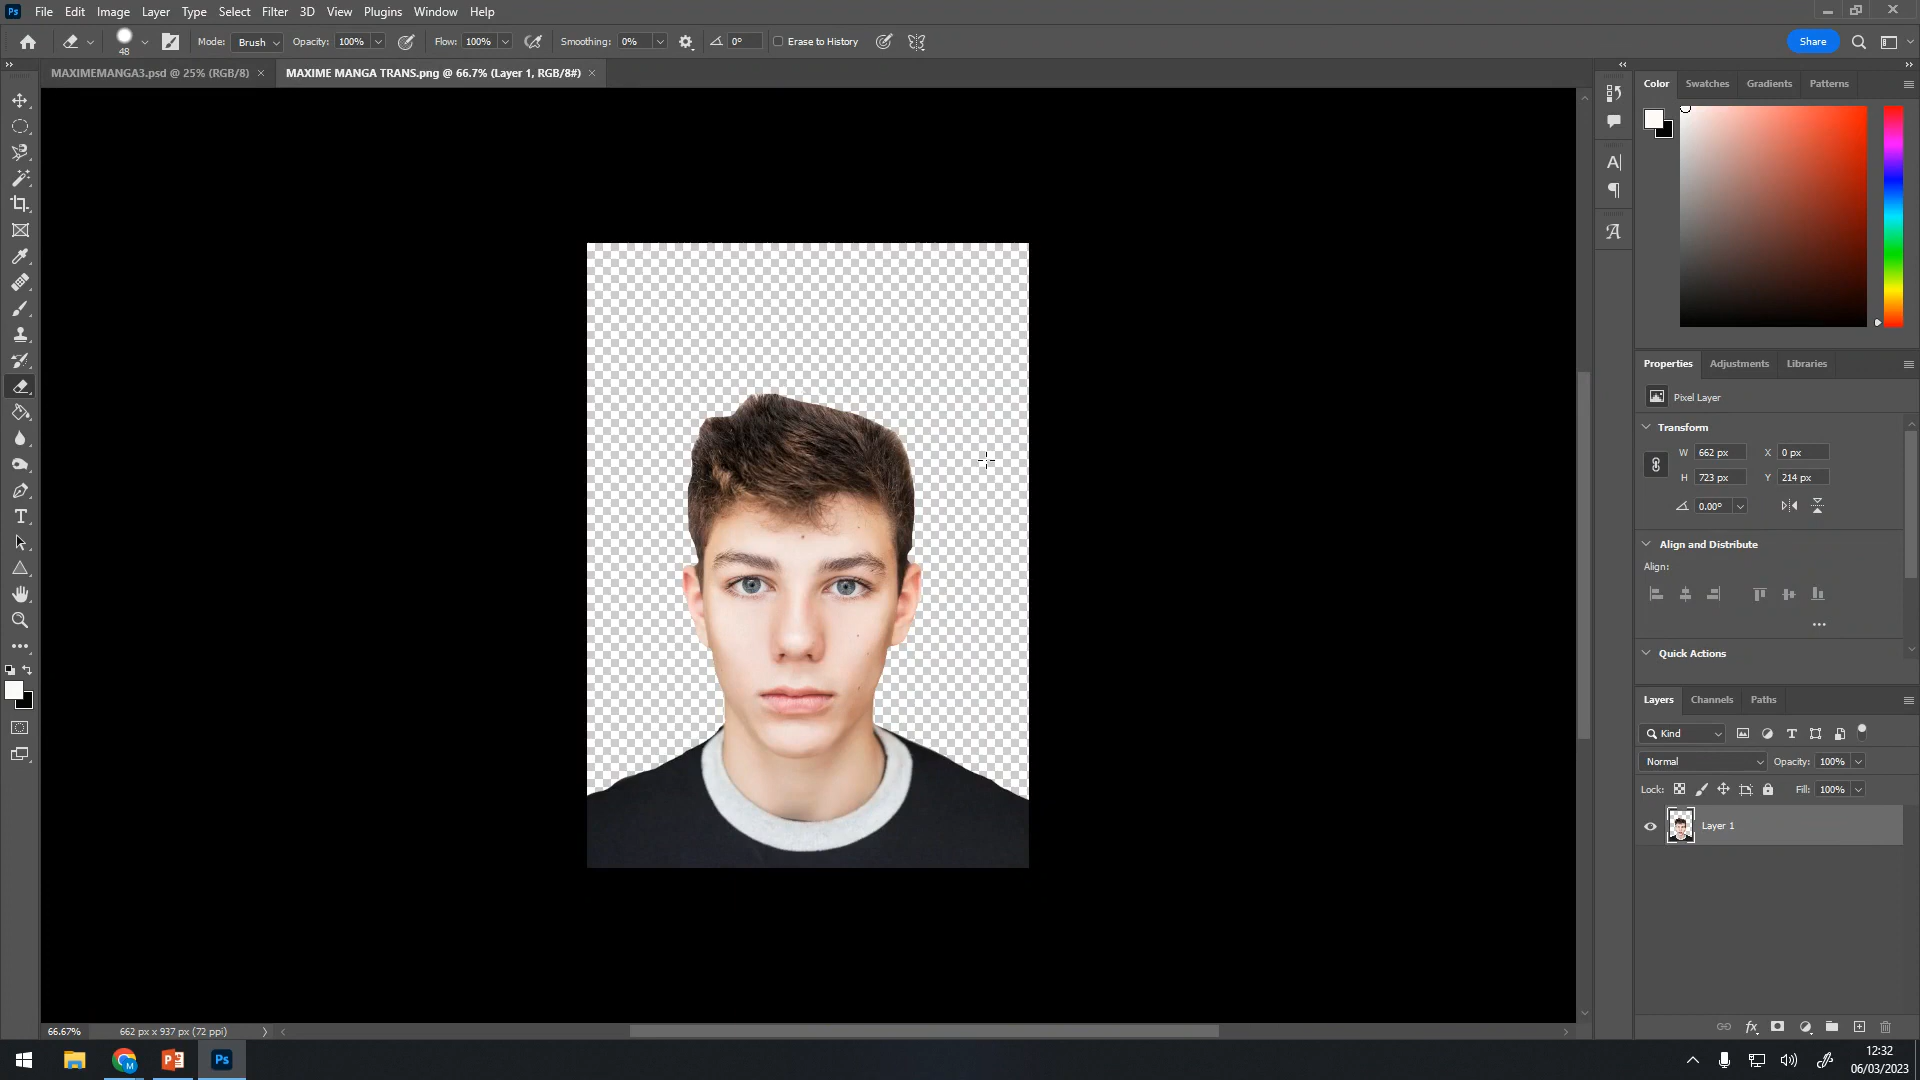 Ps File Edit Image Layer Type Select Filter 3D View Plugins Window Help
48 Mode: Brush Opacity: 100% Flow: 100% Smoothing: 0% 0° Erase to History Share
MAXIMEMANGA3.psd @ 25% (RGB/8) × MAXIME MANGA TRANS.png @ 66.7% (Layer 1, RGB/8#) ×
Color Swatches Gradients Patterns
Properties Adjustments Libraries
Pixel Layer
Transform
W 662 px X 0 px
H 723 px Y 214 px
0.00°
Align and Distribute
Align:
Quick Actions
Layers Channels Paths
Kind
Normal Opacity: 100%
Lock: Fill: 100%
Layer 1
fx
66.67% 662 px x 937 px (72 ppi)
M P Ps
12:32
06/03/2023